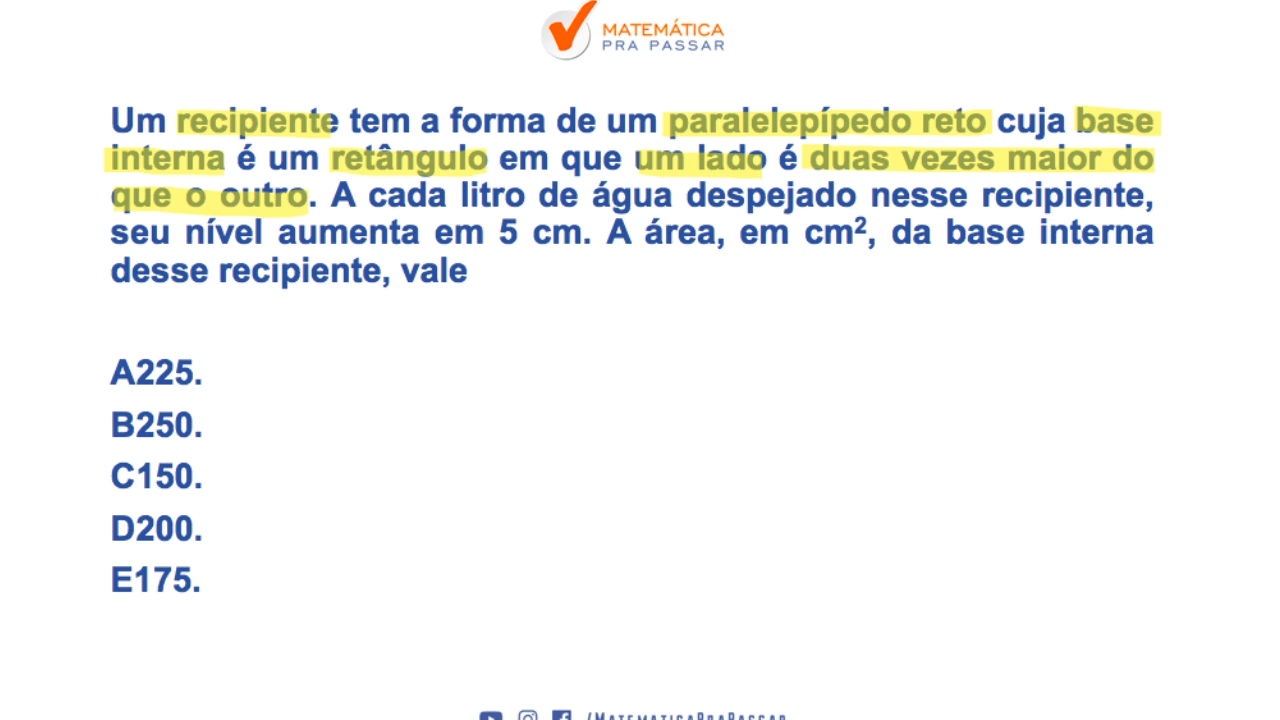 MATEMÁTICA
PRA PASSAR
Um recipiente tem a forma de um paralelepípedo reto cuja base
interna é um retângulo em que um lado é duas vezes maior do
que o outro. A cada litro de água despejado nesse recipiente,
seu nível aumenta em 5 cm. A área, em cm², da base interna
desse recipiente, vale
A225.
B250.
C150.
D200.
E175.
/MATEMATICAPRAPASSAR